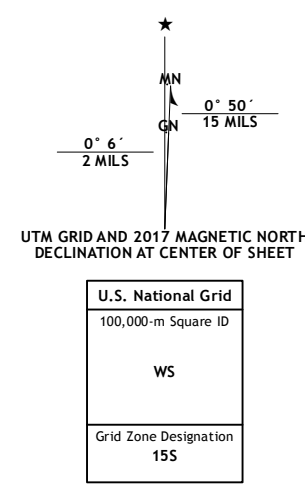 ★
MN
0° 50´
15 MILS
GN
0° 6´
2 MILS
UTM GRID AND 2017 MAGNETIC NORTH
DECLINATION AT CENTER OF SHEET
U.S. National Grid
100,000-m Square ID
WS
Grid Zone Designation
15S